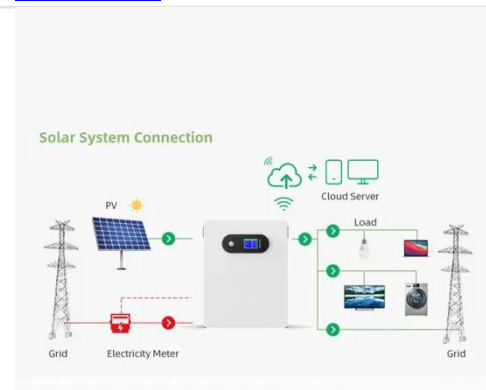 Solar System Connection
Cloud Server
PV
Load
Grid
Electricity Meter
Grid